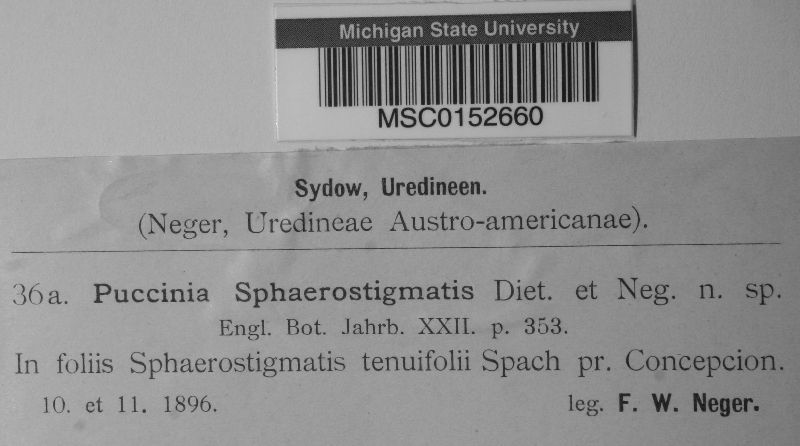 Michigan State University
MSC0152660
Sydow, Uredineen.
(Neger, Uredineae Austro-americanae).
36a. Puccinia Sphaerostigmatis Diet. et Neg. n. sp.
Engl. Bot. Jahrb. XXII. p. 353.
In foliis Sphaerostigmatis tenuifolii Spach pr. Concepcion.
10. et 11. 1896. leg. F. W. Neger.